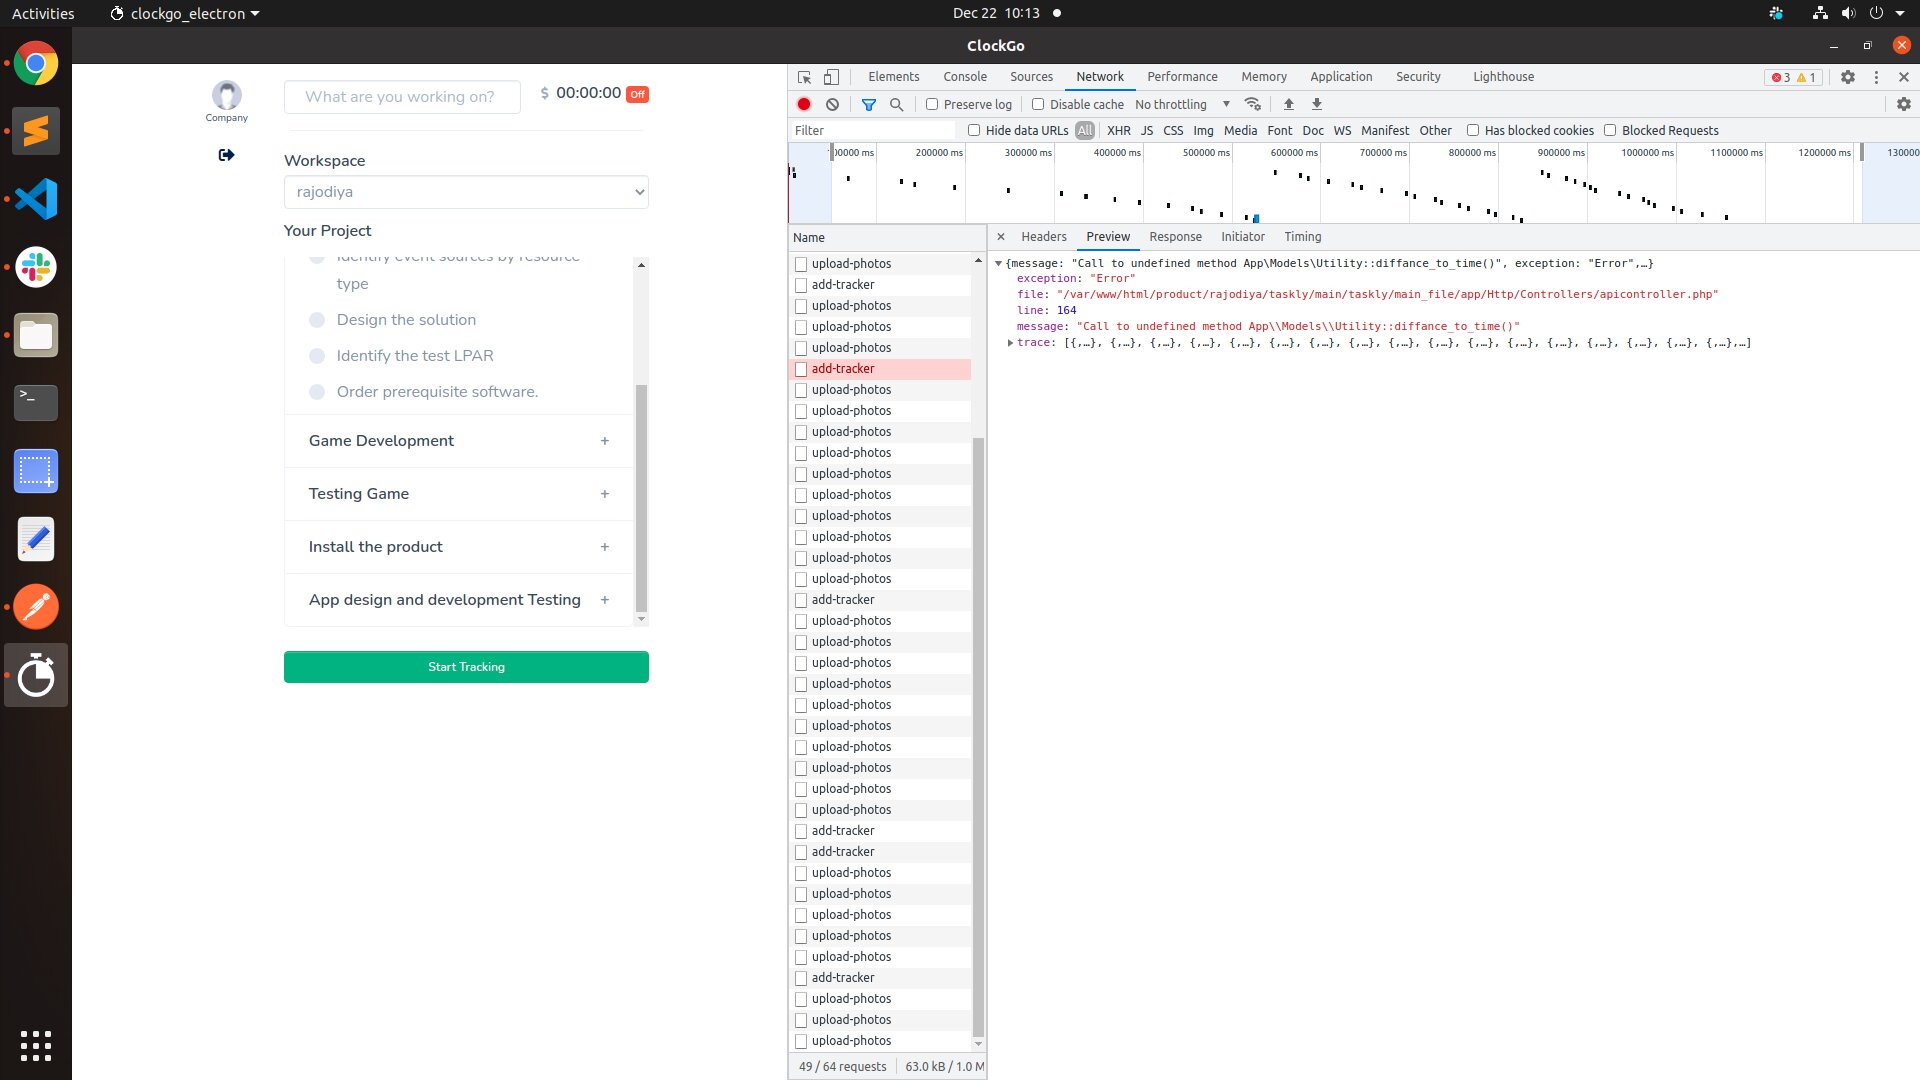 Activities
clockgo_electron
Dec 22 10:13
ClockGo
Company
What are you working on?
$ 00:00:00 Off
Workspace
rajodiya
Your Project
Identify event sources by resource
type
Design the solution
Identify the test LPAR
Order prerequisite software.
Game Development +
Testing Game +
Install the product +
App design and development Testing +
Start Tracking
Elements Console Sources Network Performance Memory Application Security Lighthouse 3 1
Preserve log Disable cache No throttling
Filter Hide data URLs All XHR JS CSS Img Media Font Doc WS Manifest Other Has blocked cookies Blocked Requests
00000 ms 200000 ms 300000 ms 400000 ms 500000 ms 600000 ms 700000 ms 800000 ms 900000 ms 1000000 ms 1100000 ms 1200000 ms 130000
Name
upload-photos
add-tracker
upload-photos
upload-photos
upload-photos
add-tracker
upload-photos
upload-photos
upload-photos
upload-photos
upload-photos
upload-photos
upload-photos
upload-photos
upload-photos
upload-photos
add-tracker
upload-photos
upload-photos
upload-photos
upload-photos
upload-photos
upload-photos
upload-photos
upload-photos
upload-photos
upload-photos
add-tracker
add-tracker
upload-photos
upload-photos
upload-photos
upload-photos
upload-photos
add-tracker
upload-photos
upload-photos
upload-photos
49 / 64 requests 63.0 kB / 1.0 M
Headers Preview Response Initiator Timing
{message: "Call to undefined method App\Models\Utility::diffance_to_time()", exception: "Error",…}
exception: "Error"
file: "/var/www/html/product/rajodiya/taskly/main/taskly/main_file/app/Http/Controllers/apicontroller.php"
line: 164
message: "Call to undefined method App\\Models\\Utility::diffance_to_time()"
trace: [{,…}, {,…}, {,…}, {,…}, {,…}, {,…}, {,…}, {,…}, {,…}, {,…}, {,…}, {,…}, {,…}, {,…}, {,…}, {,…}, {,…},…]